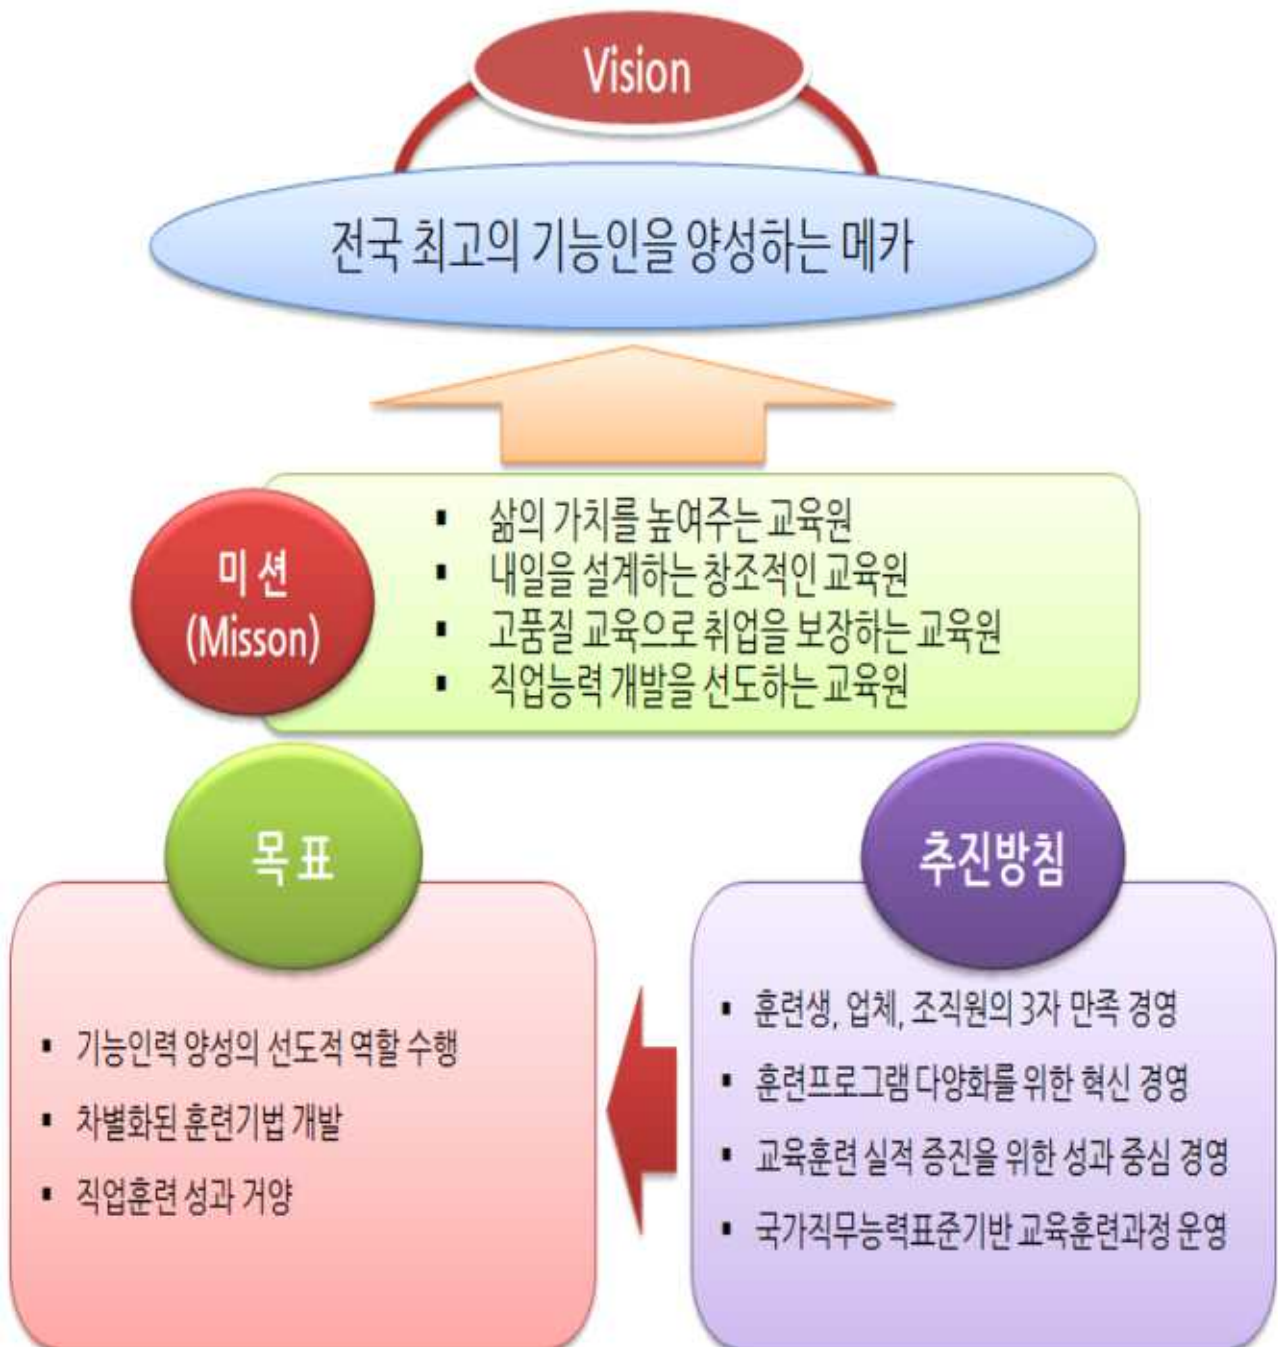 Vision
전국 최고의 기능인을 양성하는 메카
미 션
(Misson)
▪ 삶의 가치를 높여주는 교육원
▪ 내일을 설계하는 창조적인 교육원
▪ 고품질 교육으로 취업을 보장하는 교육원
▪ 직업능력 개발을 선도하는 교육원
목 표
▪ 기능인력 양성의 선도적 역할 수행
▪ 차별화된 훈련기법 개발
▪ 직업훈련 성과 거양
추진방침
▪ 훈련생, 업체, 조직원의 3자 만족 경영
▪ 훈련프로그램 다양화를 위한 혁신 경영
▪ 교육훈련 실적 증진을 위한 성과 중심 경영
▪ 국가직무능력표준기반 교육훈련과정 운영